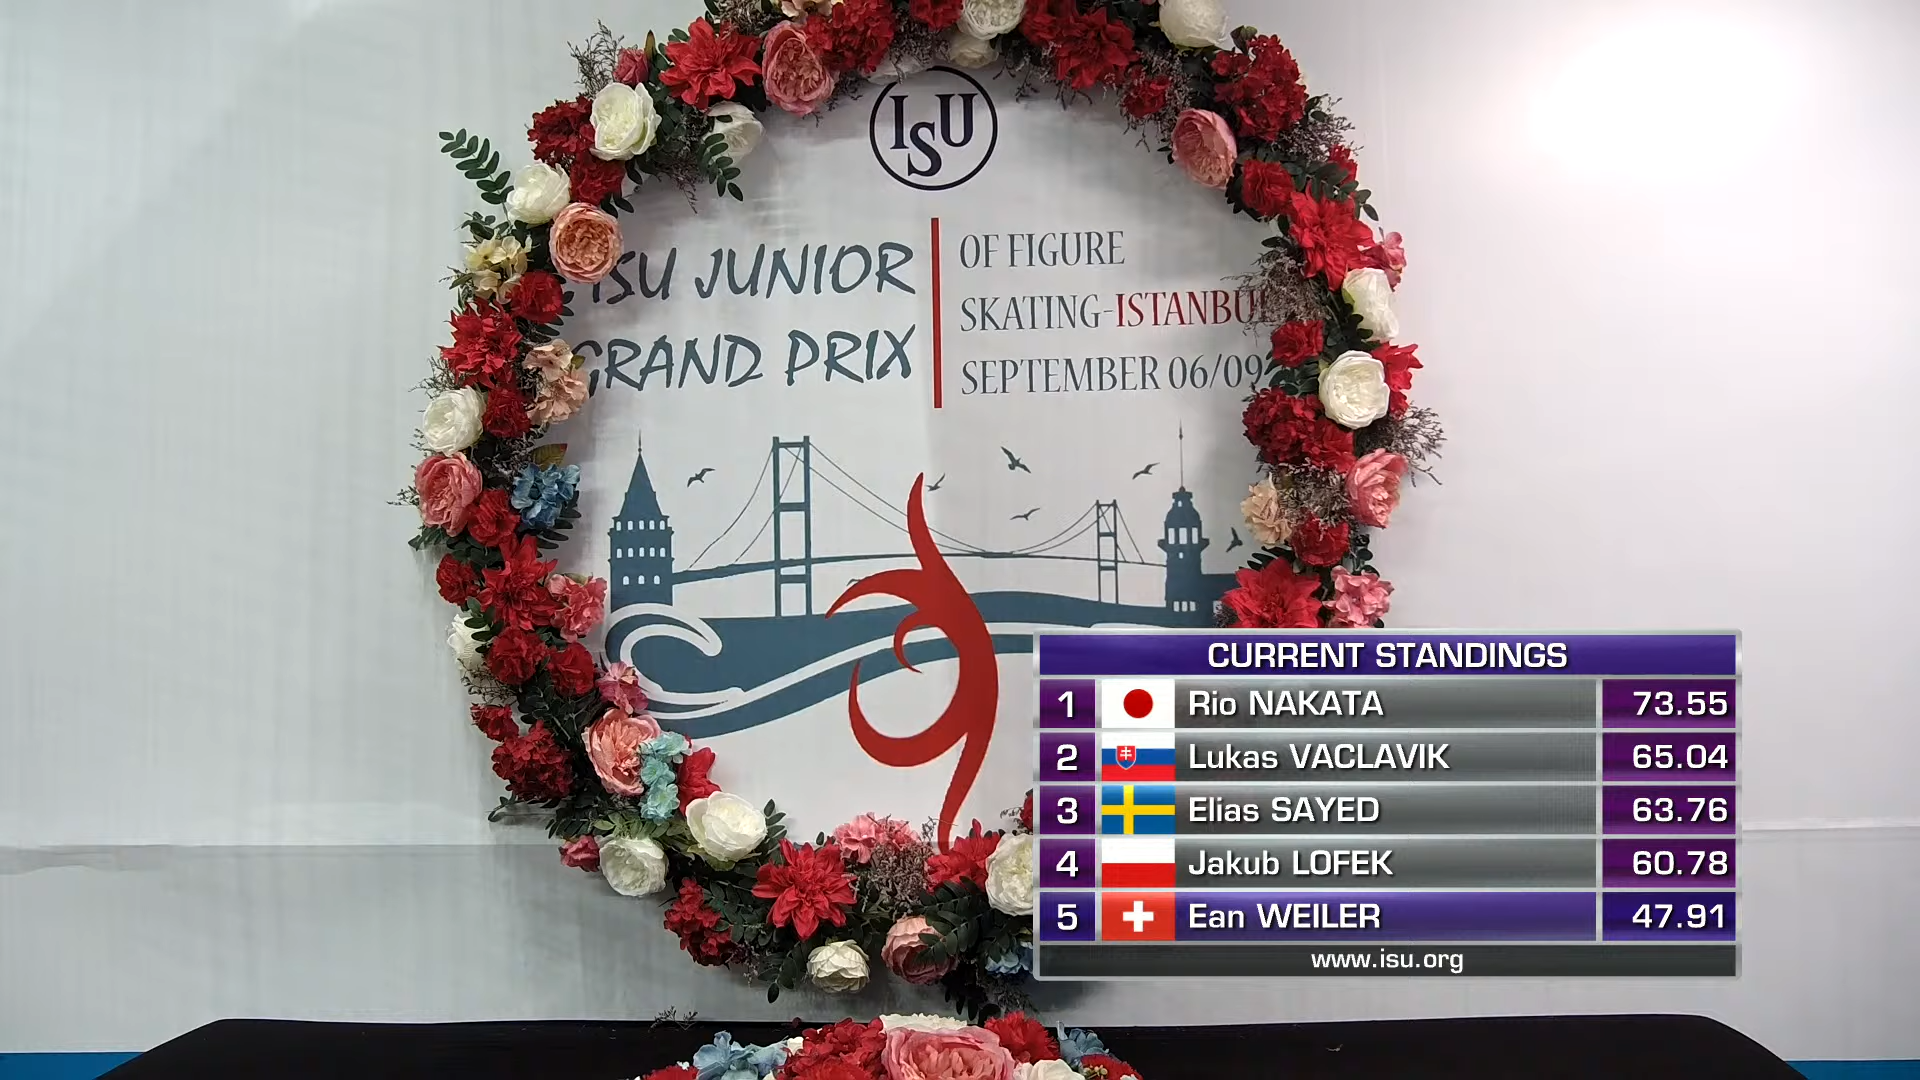 ISU
ISU JUNIOR
GRAND PRIX
OF FIGURE
SKATING-ISTANBUL
SEPTEMBER 06/09
CURRENT STANDINGS
1 Rio NAKATA 73.55
2 Lukas VACLAVIK 65.04
3 Elias SAYED 63.76
4 Jakub LOFEK 60.78
5 Ean WEILER 47.91
www.isu.org